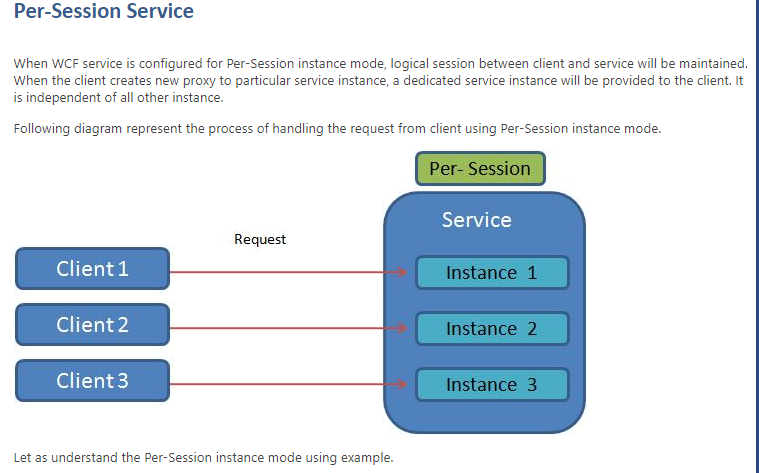 Per-Session Service
When WCF service is configured for Per-Session instance mode, logical session between client and service will be maintained.
When the client creates new proxy to particular service instance, a dedicated service instance will be provided to the client. It
is independent of all other instance.
Following diagram represent the process of handling the request from client using Per-Session instance mode.
Per- Session
Service
Request
Client 1
Instance 1
Client 2
Instance 2
Client 3
Instance 3
Let as understand the Per-Session instance mode using example.